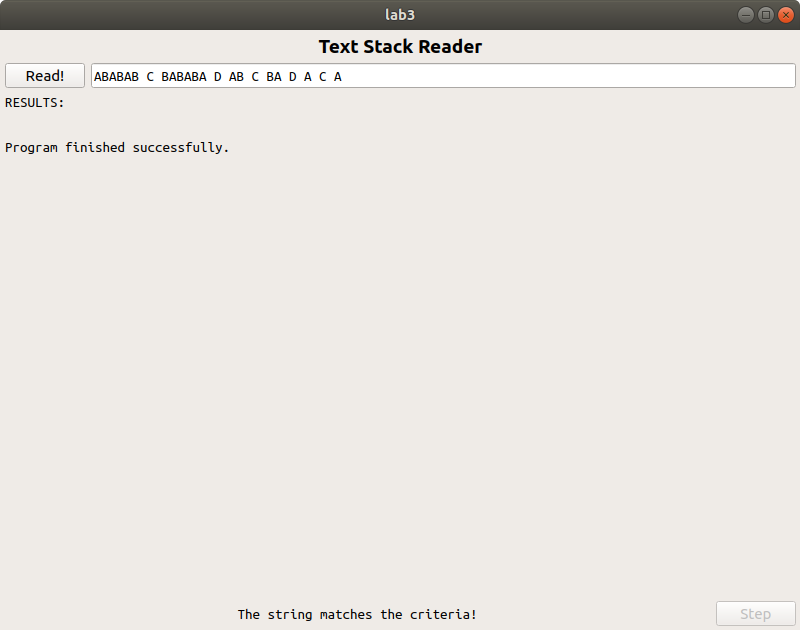 lab3
Text Stack Reader
Read!
ABABAB C BABABA D AB C BA D A C A
RESULTS:
Program finished successfully.
The string matches the criteria!
Step